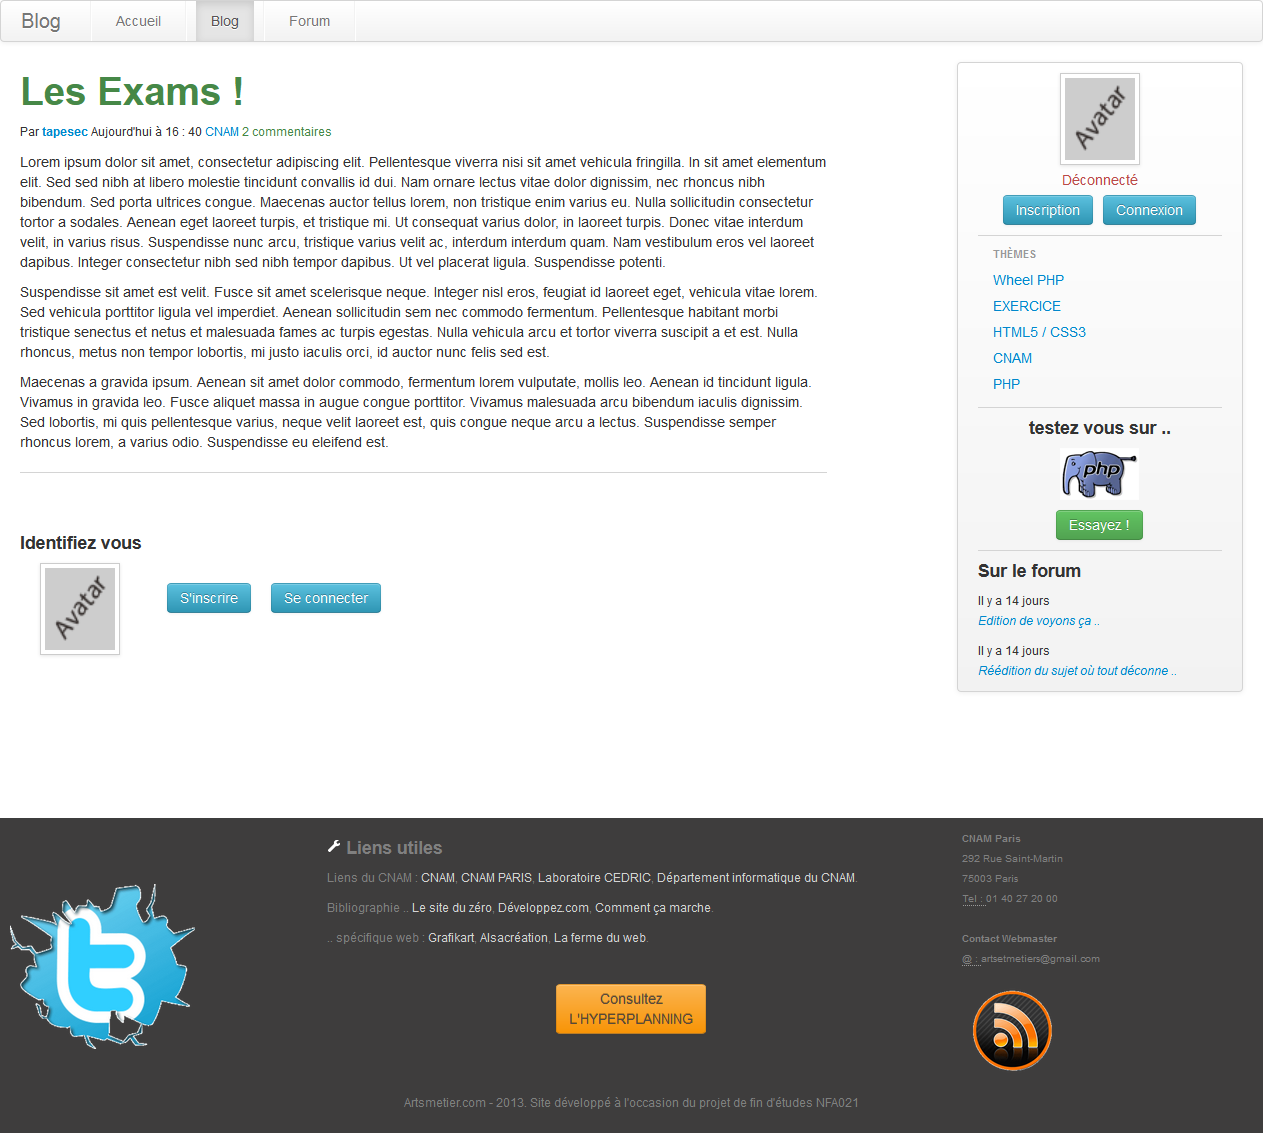 Blog
Accueil
Blog
Forum
Les Exams !
Par tapesec Aujourd'hui à 16 : 40 CNAM 2 commentaires
Lorem ipsum dolor sit amet, consectetur adipiscing elit. Pellentesque viverra nisi sit amet vehicula fringilla. In sit amet elementum
elit. Sed sed nibh at libero molestie tincidunt convallis id dui. Nam ornare lectus vitae dolor dignissim, nec rhoncus nibh
bibendum. Sed porta ultrices congue. Maecenas auctor tellus lorem, non tristique enim varius eu. Nulla sollicitudin consectetur
tortor a sodales. Aenean eget laoreet turpis, et tristique mi. Ut consequat varius dolor, in laoreet turpis. Donec vitae interdum
velit, in varius risus. Suspendisse nunc arcu, tristique varius velit ac, interdum interdum quam. Nam vestibulum eros vel laoreet
dapibus. Integer consectetur nibh sed nibh tempor dapibus. Ut vel placerat ligula. Suspendisse potenti.
Suspendisse sit amet est velit. Fusce sit amet scelerisque neque. Integer nisl eros, feugiat id laoreet eget, vehicula vitae lorem.
Sed vehicula porttitor ligula vel imperdiet. Aenean sollicitudin sem nec commodo fermentum. Pellentesque habitant morbi
tristique senectus et netus et malesuada fames ac turpis egestas. Nulla vehicula arcu et tortor viverra suscipit a et est. Nulla
rhoncus, metus non tempor lobortis, mi justo iaculis orci, id auctor nunc felis sed est.
Maecenas a gravida ipsum. Aenean sit amet dolor commodo, fermentum lorem vulputate, mollis leo. Aenean id tincidunt ligula.
Vivamus in gravida leo. Fusce aliquet massa in augue congue porttitor. Vivamus malesuada arcu bibendum iaculis dignissim.
Sed lobortis, mi quis pellentesque varius, neque velit laoreet est, quis congue neque arcu a lectus. Suspendisse semper
rhoncus lorem, a varius odio. Suspendisse eu eleifend est.
Identifiez vous
Avatar
S'inscrire
Se connecter
Avatar
Déconnecté
Inscription
Connexion
THÈMES
Wheel PHP
EXERCICE
HTML5 / CSS3
CNAM
PHP
testez vous sur ..
php
Essayez !
Sur le forum
Il y a 14 jours
Edition de voyons ça ..
Il y a 14 jours
Réédition du sujet où tout déconne ..
Liens utiles
Liens du CNAM : CNAM, CNAM PARIS, Laboratoire CEDRIC, Département informatique du CNAM.
Bibliographie .. Le site du zéro, Développez.com, Comment ça marche.
.. spécifique web : Grafikart, Alsacréation, La ferme du web.
Consultez
L'HYPERPLANNING
CNAM Paris
292 Rue Saint-Martin
75003 Paris
Tel : 01 40 27 20 00
Contact Webmaster
@ : artsetmetiers@gmail.com
Artsmetier.com - 2013. Site développé à l'occasion du projet de fin d'études NFA021